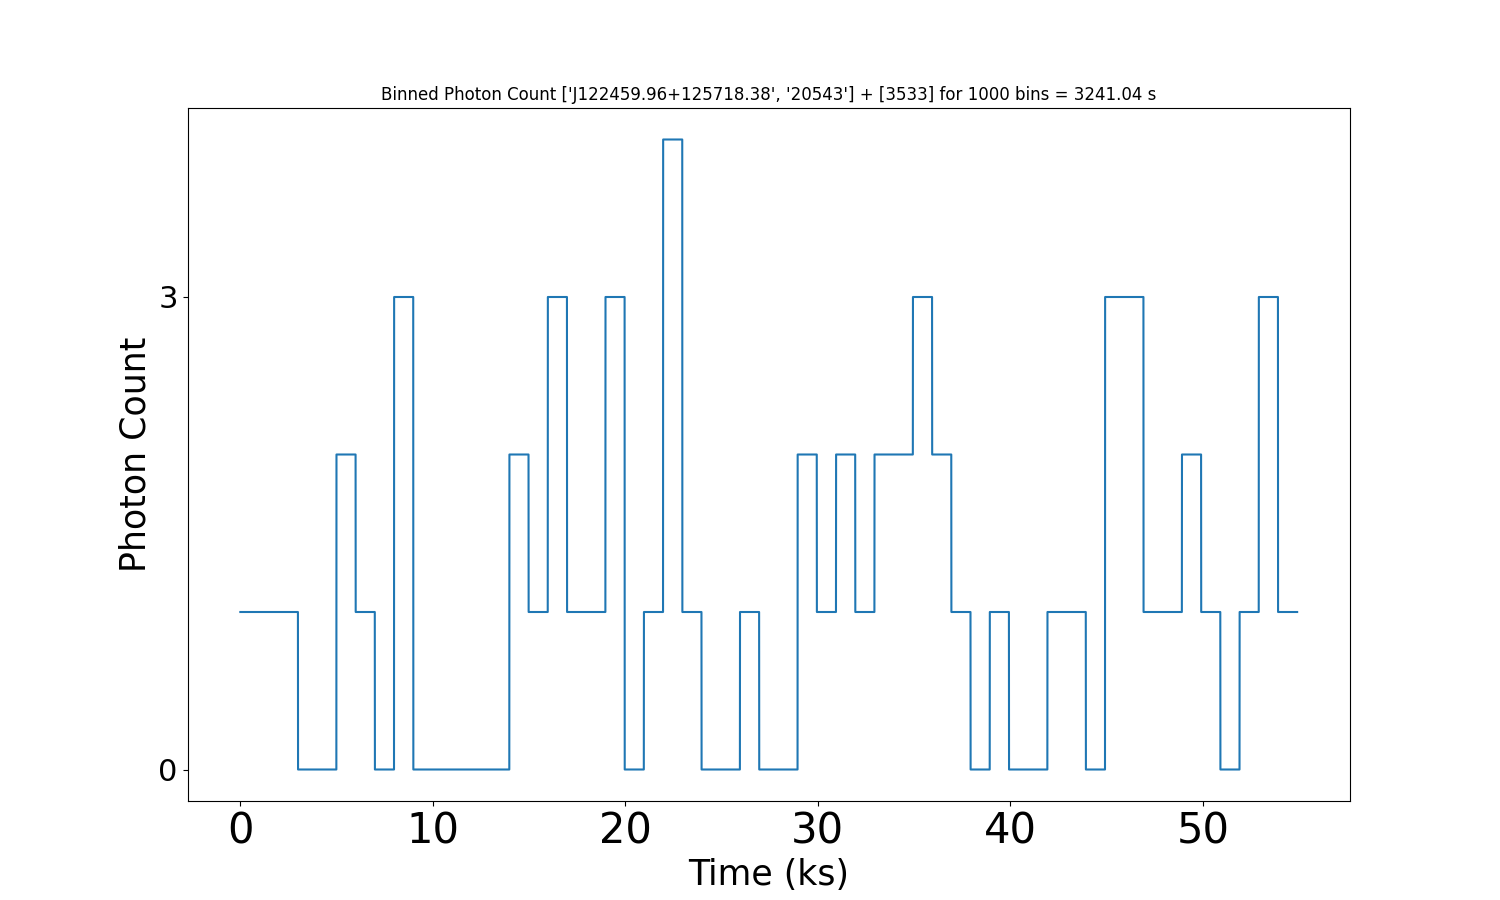 Binned Photon Count ['J122459.96+125718.38', '20543'] + [3533] for 1000 bins = 3241.04 s
Photon Count
3
0
0 10 20 30 40 50
Time (ks)